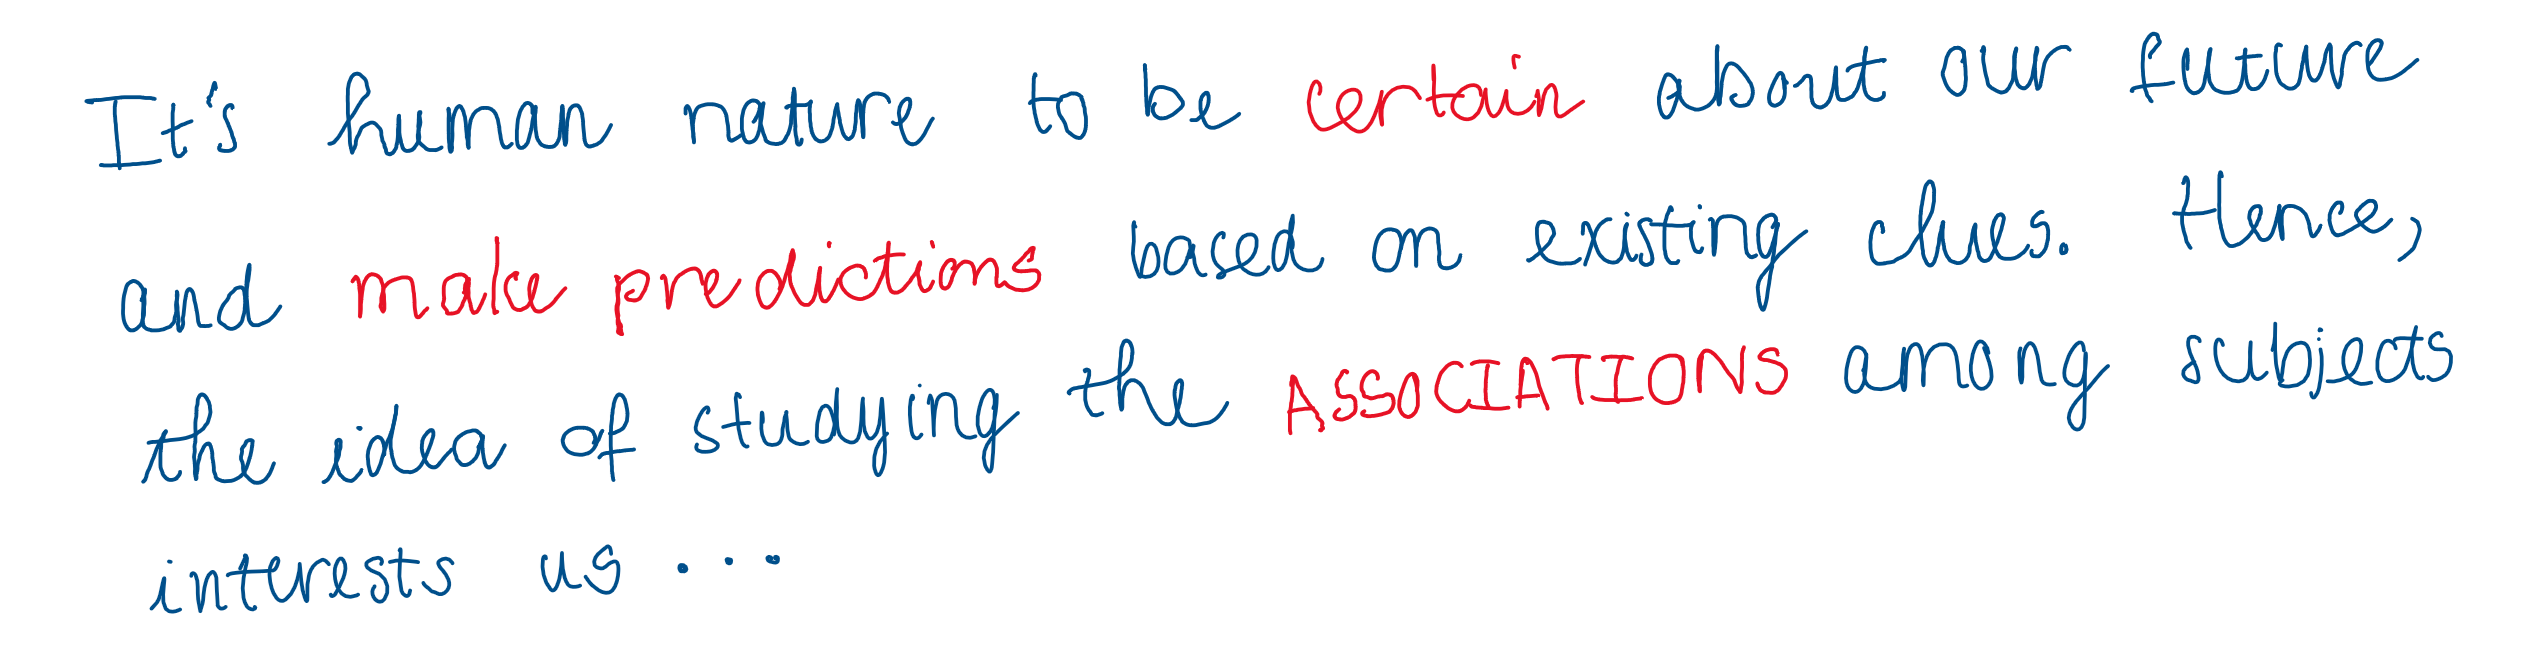 It's human nature to be certain about our future
and make predictions based on existing clues. Hence,
the idea of studying the ASSOCIATIONS among subjects
interests us ...